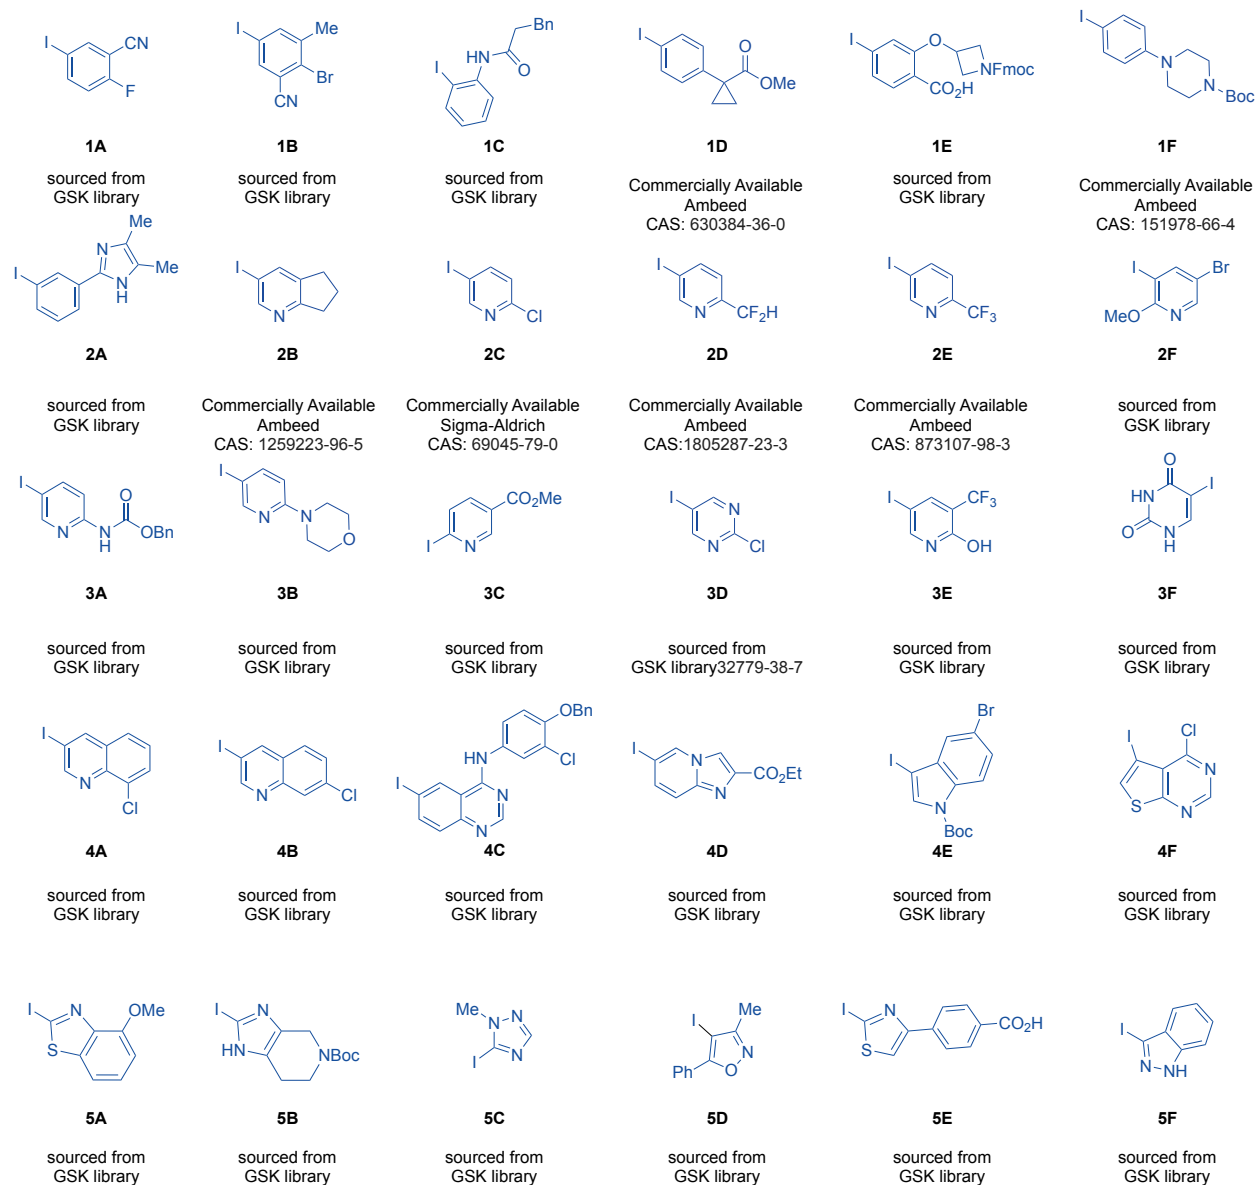 I
CN
F
1A
sourced from
GSK library
I
Me
Br
CN
1B
sourced from
GSK library
Bn
NH
O
I
1C
sourced from
GSK library
I
O
OMe
1D
Commercially Available
Ambeed
CAS: 630384-36-0
I
O
NFmoc
CO2H
1E
sourced from
GSK library
I
N
N
Boc
1F
Commercially Available
Ambeed
CAS: 151978-66-4
Me
N
Me
I
N
H
2A
sourced from
GSK library
I
N
2B
Commercially Available
Ambeed
CAS: 1259223-96-5
I
N
Cl
2C
Commercially Available
Sigma-Aldrich
CAS: 69045-79-0
I
N
CF2H
2D
Commercially Available
Ambeed
CAS:1805287-23-3
I
N
CF3
2E
Commercially Available
Ambeed
CAS: 873107-98-3
I
Br
MeO
N
2F
sourced from
GSK library
I
O
N
N
H
OBn
3A
sourced from
GSK library
I
N
N
O
3B
sourced from
GSK library
CO2Me
I
N
3C
sourced from
GSK library
I
N
N
Cl
3D
sourced from
GSK library32779-38-7
I
CF3
N
OH
3E
sourced from
GSK library
O
I
HN
O
N
H
3F
sourced from
GSK library
I
N
Cl
4A
sourced from
GSK library
I
N
Cl
4B
sourced from
GSK library
OBn
NH
Cl
I
N
N
4C
sourced from
GSK library
I
N
CO2Et
N
4D
sourced from
GSK library
Br
I
N
Boc
4E
sourced from
GSK library
Cl
I
N
S
N
4F
sourced from
GSK library
I
N
OMe
S
5A
sourced from
GSK library
I
N
HN
NBoc
5B
sourced from
GSK library
Me
N
N
I
N
5C
sourced from
GSK library
I
Me
N
Ph
O
5D
sourced from
GSK library
I
N
S
CO2H
5E
sourced from
GSK library
I
N
NH
5F
sourced from
GSK library